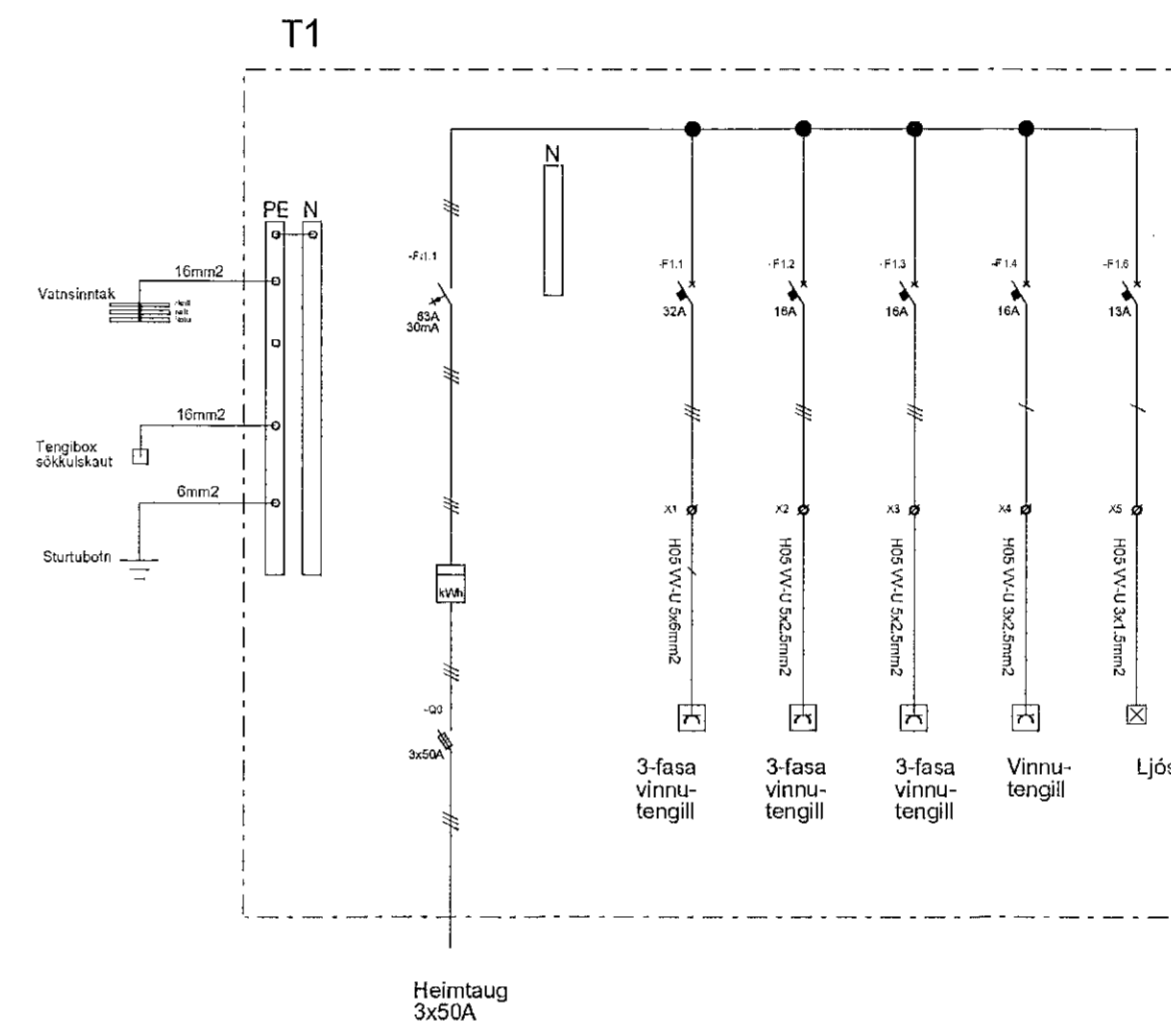 T1
N
PE N
16mm2
Vatnsinntak
16mm2
Tengibox
sökkulskaut
6mm2
Sturtubotn
63A
30mA
kWh
3x50A
Heimtaug
3x50A
-F1.1
32A
X1
H05 VV-U 5x6mm2
3-fasa
vinnu-
tengill
-F1.2
16A
X2
H05 VV-U 5x2.5mm2
3-fasa
vinnu-
tengill
-F1.3
16A
X3
H05 VV-U 5x2.5mm2
3-fasa
vinnu-
tengill
-F1.4
16A
X4
H05 VV-U 3x2.5mm2
Vinnu-
tengill
-F1.6
13A
X5
H05 VV-U 3x1.5mm2
Ljós